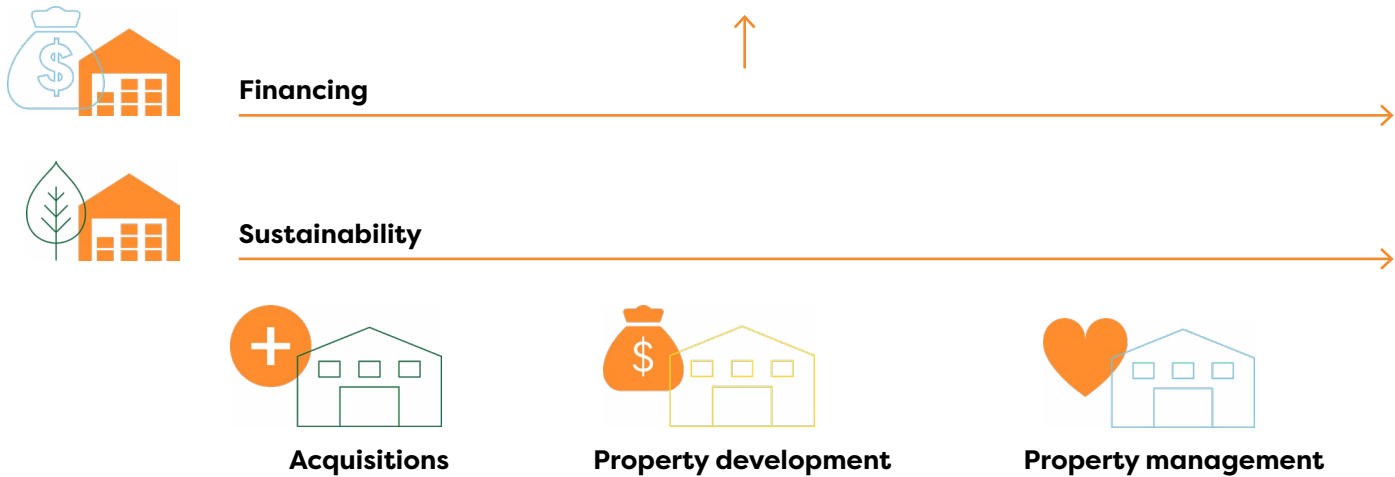 Financing
Sustainability
Acquisitions
Property development
Property management